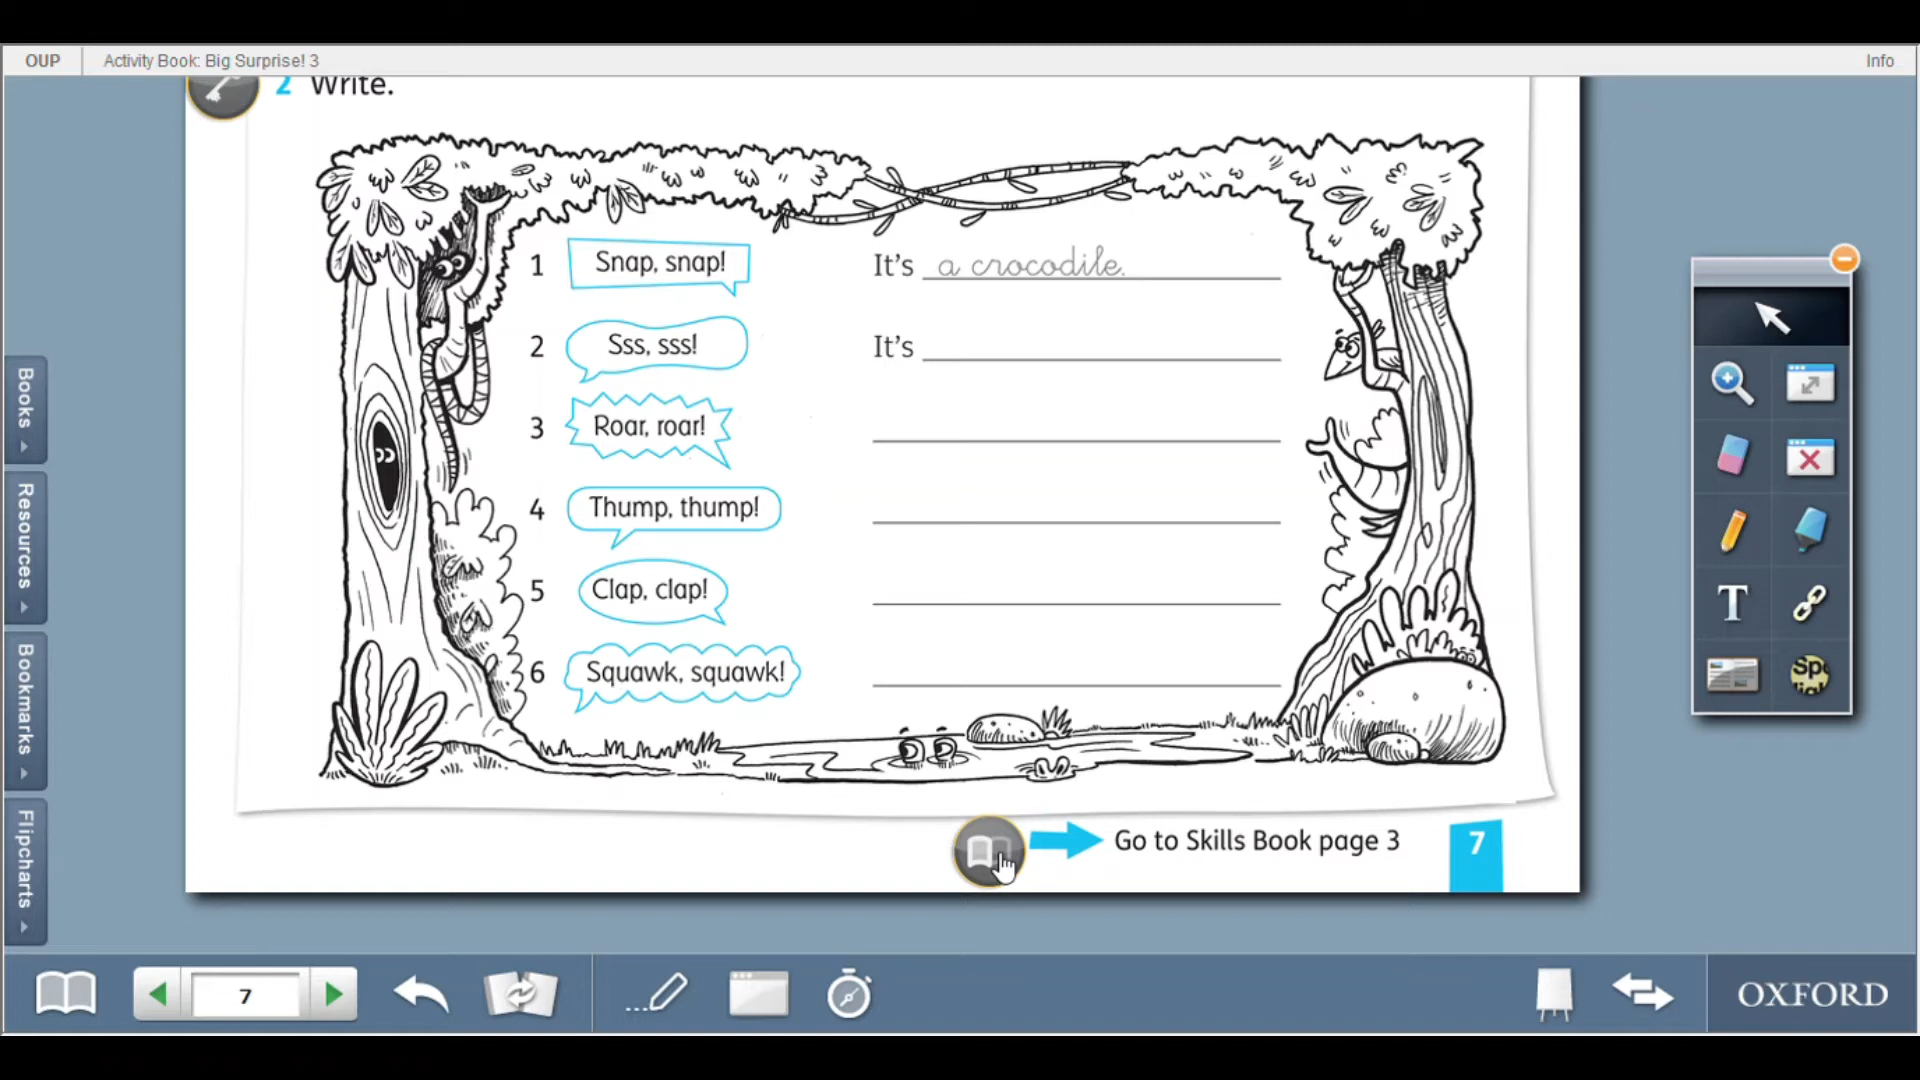 OUP Activity Book: Big Surprise! 3 Info
2 Write.
1 Snap, snap! It's a crocodile.
2 Sss, sss! It's
3 Roar, roar!
4 Thump, thump!
5 Clap, clap!
6 Squawk, squawk!
Go to Skills Book page 3 7
Books
Resources
Bookmarks
Flipcharts
T
7
OXFORD